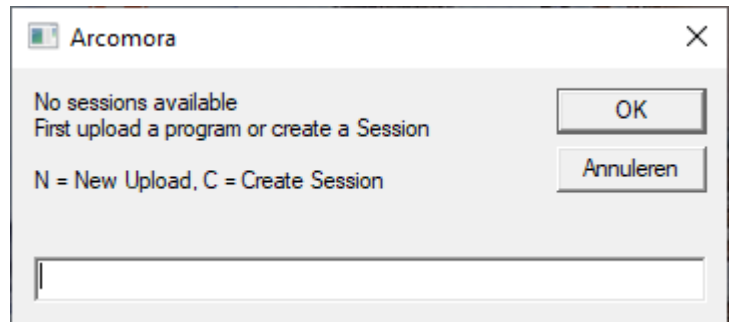 Arcomora
No sessions available
First upload a program or create a Session
N = New Upload, C = Create Session
OK
Annuleren